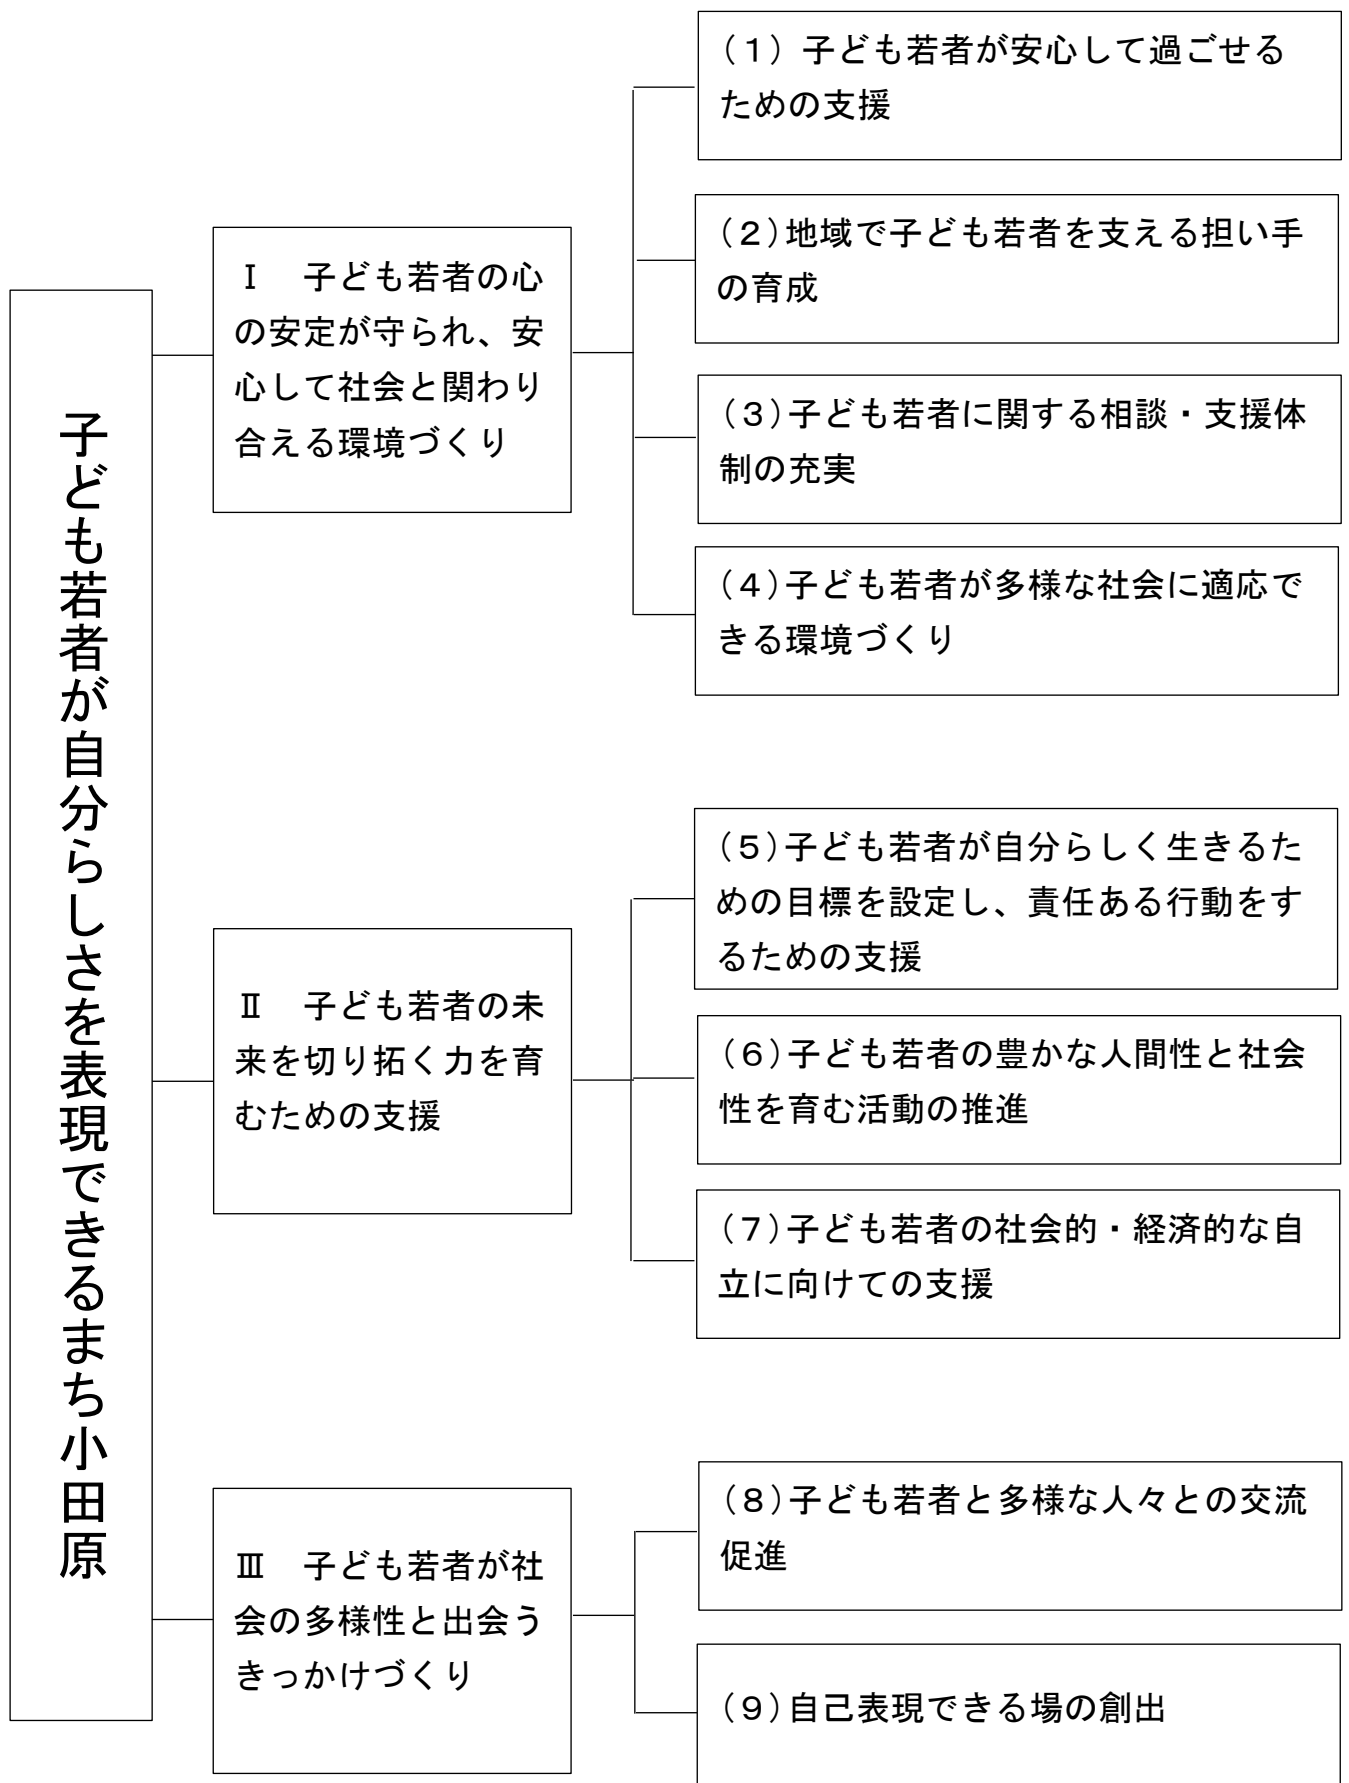 子ども若者が自分らしさを表現できるまち小田原
Ⅰ　子ども若者の心
の安定が守られ、安
心して社会と関わり
合える環境づくり
（１）子ども若者が安心して過ごせる
ための支援
（２）地域で子ども若者を支える担い手
の育成
（３）子ども若者に関する相談・支援体
制の充実
（４）子ども若者が多様な社会に適応で
きる環境づくり
Ⅱ　子ども若者の未
来を切り拓く力を育
むための支援
（５）子ども若者が自分らしく生きるた
めの目標を設定し、責任ある行動をす
るための支援
（６）子ども若者の豊かな人間性と社会
性を育む活動の推進
（７）子ども若者の社会的・経済的な自
立に向けての支援
Ⅲ　子ども若者が社
会の多様性と出会う
きっかけづくり
（８）子ども若者と多様な人々との交流
促進
（９）自己表現できる場の創出